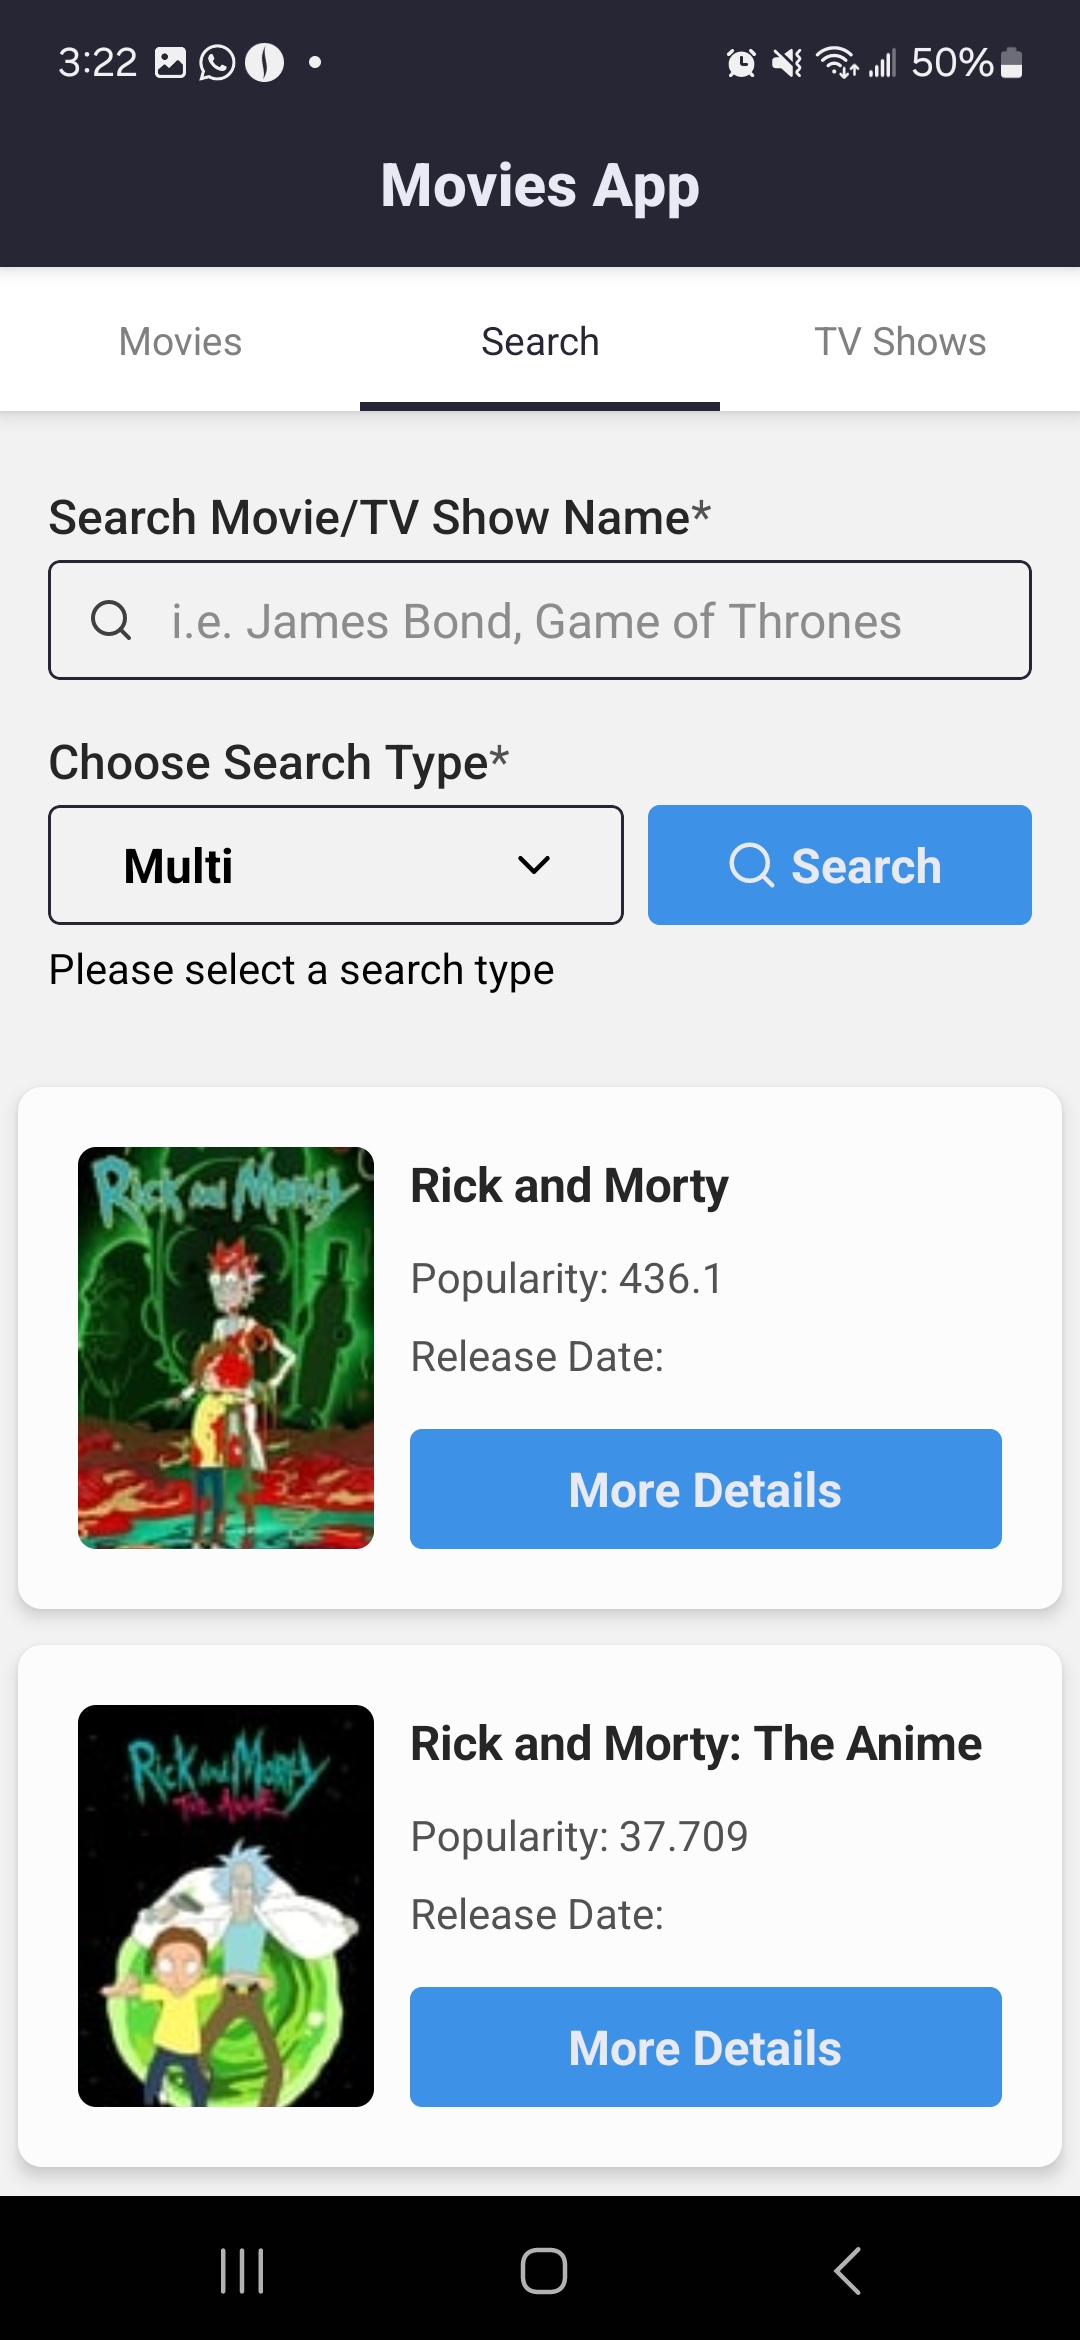 3:22
50%
Movies App
Movies
Search
TV Shows
Search Movie/TV Show Name*
i.e. James Bond, Game of Thrones
Choose Search Type*
Multi
Search
Please select a search type
Rick and Morty
Rick and Morty
Popularity: 436.1
Release Date:
More Details
Rick and Morty
The Anime
Rick and Morty: The Anime
Popularity: 37.709
Release Date:
More Details